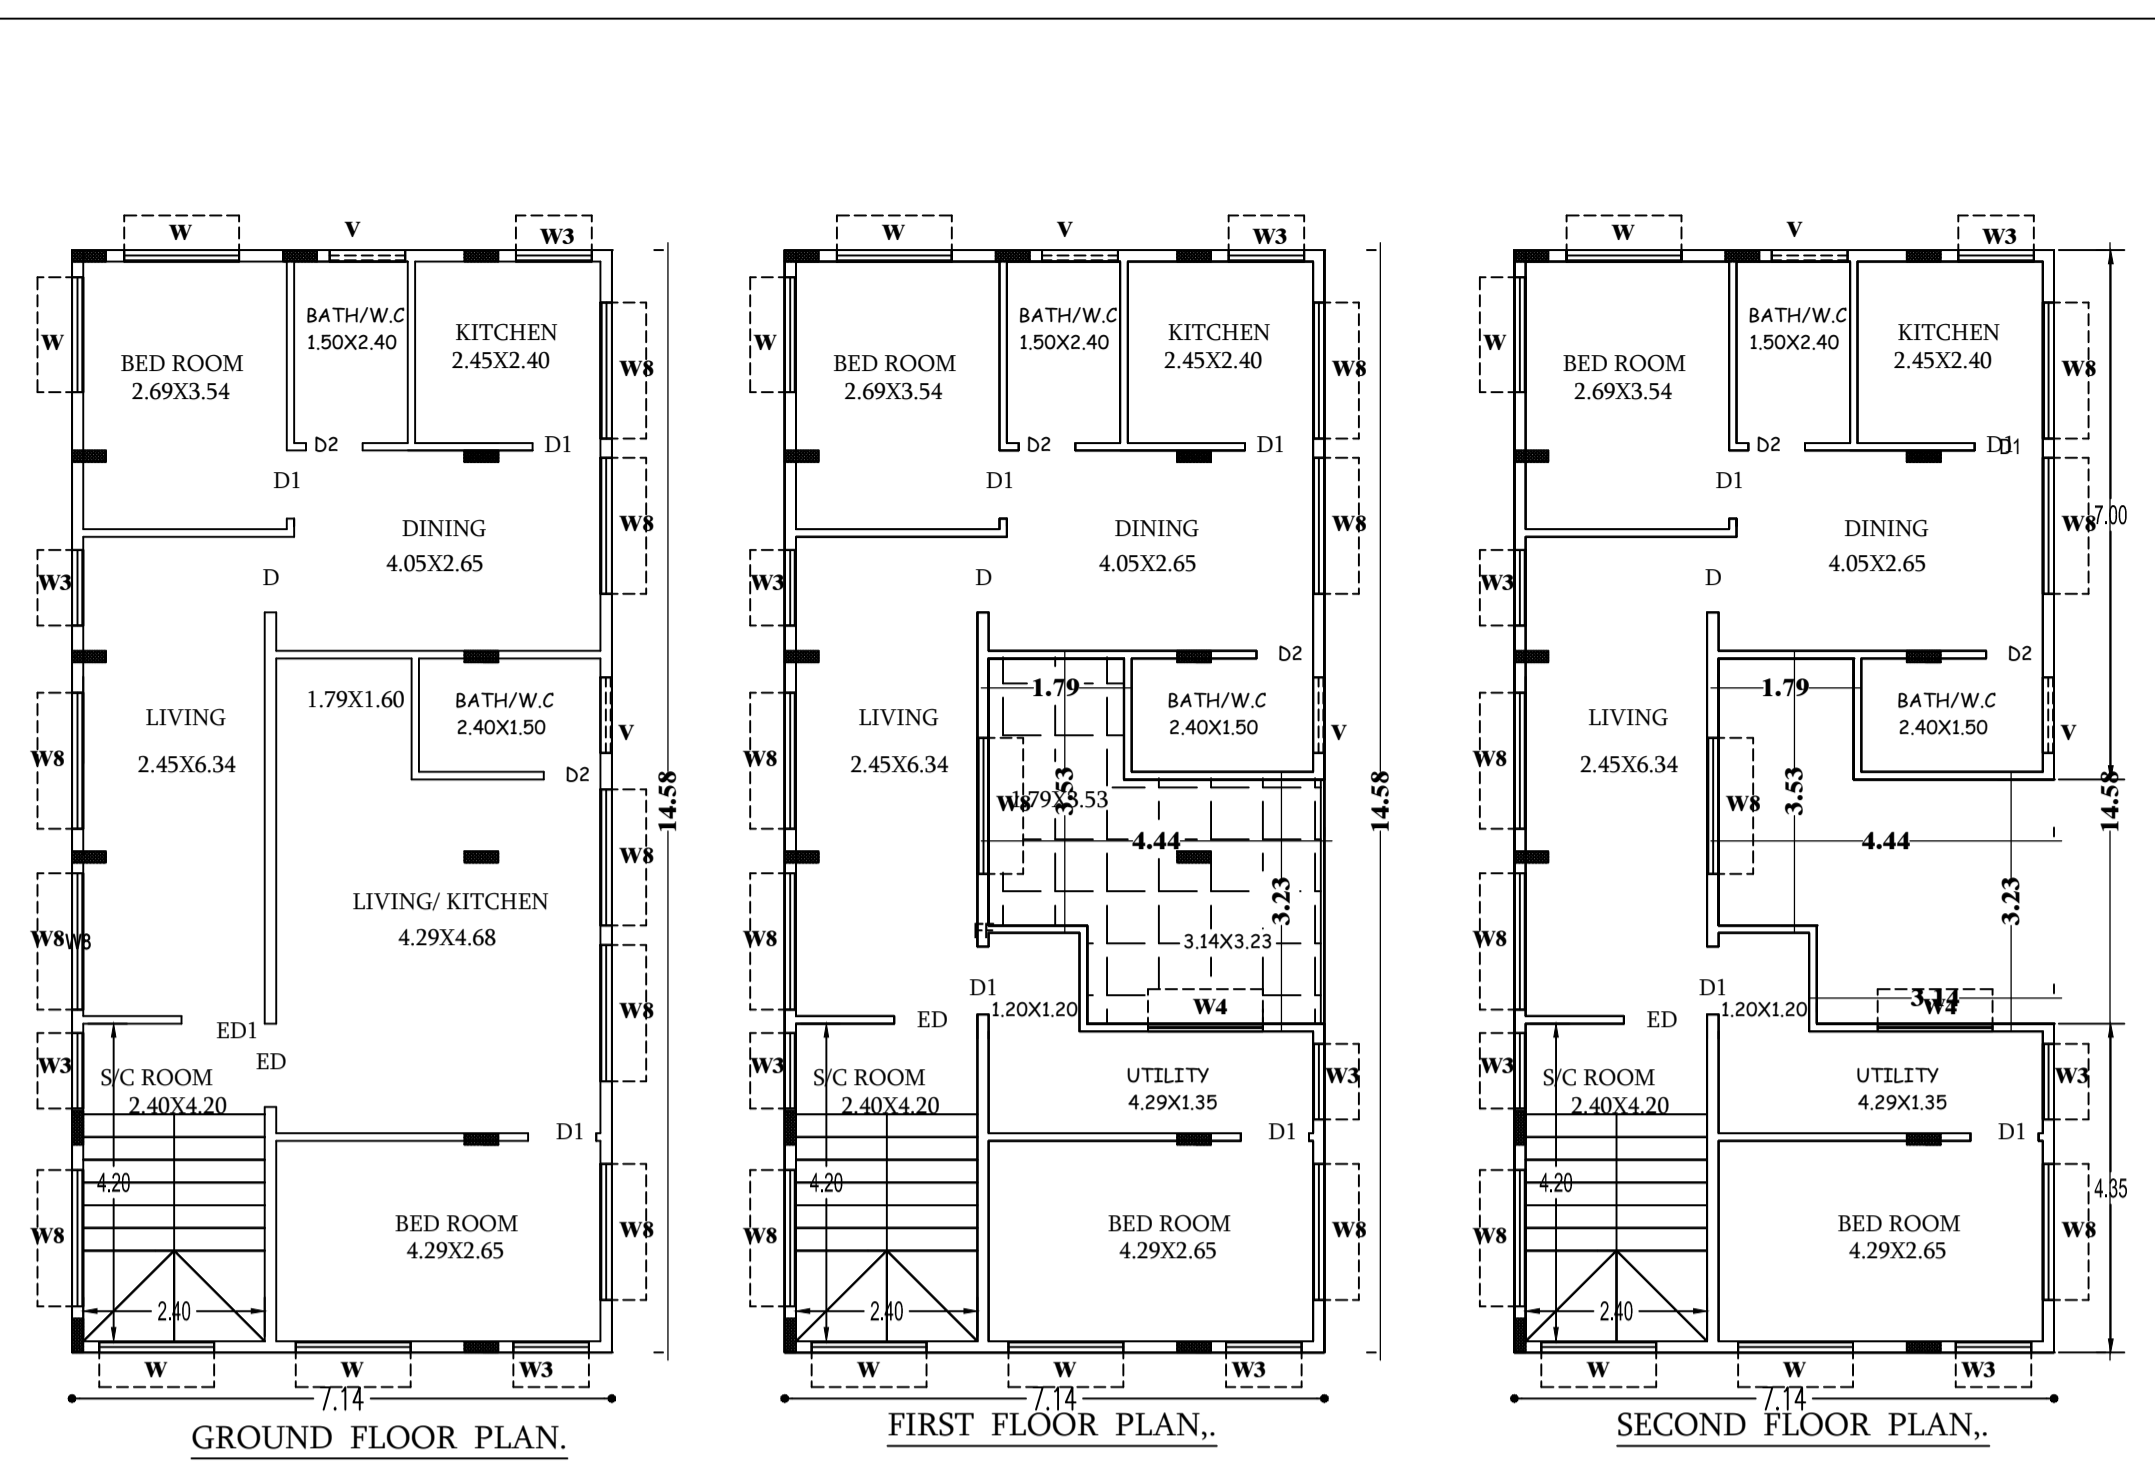 W
V
W3
W
BED ROOM
2.69X3.54
BATH/W.C
1.50X2.40
KITCHEN
2.45X2.40
W8
D2
D1
D1
W8
DINING
4.05X2.65
W3
D
1.79X1.60
BATH/W.C
2.40X1.50
V
LIVING
2.45X6.34
W8
D2
14.58
W8
LIVING/ KITCHEN
4.29X4.68
W8
W8
W8
ED1
ED
W3
S/C ROOM
2.40X4.20
D1
4.20
W8
BED ROOM
4.29X2.65
W8
2.40
W
W
W3
7.14
GROUND FLOOR PLAN.
W
V
W3
W
BED ROOM
2.69X3.54
BATH/W.C
1.50X2.40
KITCHEN
2.45X2.40
W8
D2
D1
D1
W8
DINING
4.05X2.65
W3
D
D2
1.79
BATH/W.C
2.40X1.50
V
LIVING
2.45X6.34
W8
W8
1.79X3.53
3.53
14.58
4.44
3.23
W8
3.14X3.23
D1
1.20X1.20
W4
ED
W3
S/C ROOM
2.40X4.20
UTILITY
4.29X1.35
W3
D1
4.20
W8
BED ROOM
4.29X2.65
W8
2.40
W
W
W3
7.14
FIRST FLOOR PLAN,.
W
V
W3
W
BED ROOM
2.69X3.54
BATH/W.C
1.50X2.40
KITCHEN
2.45X2.40
W8
D2
D1
D1
D1
W8
7.00
DINING
4.05X2.65
W3
D
D2
1.79
BATH/W.C
2.40X1.50
V
LIVING
2.45X6.34
W8
W8
3.53
14.58
4.44
3.23
W8
D1
1.20X1.20
3.14
W4
ED
W3
S/C ROOM
2.40X4.20
UTILITY
4.29X1.35
W3
D1
4.20
4.35
W8
BED ROOM
4.29X2.65
W8
2.40
W
W
W3
7.14
SECOND FLOOR PLAN,.